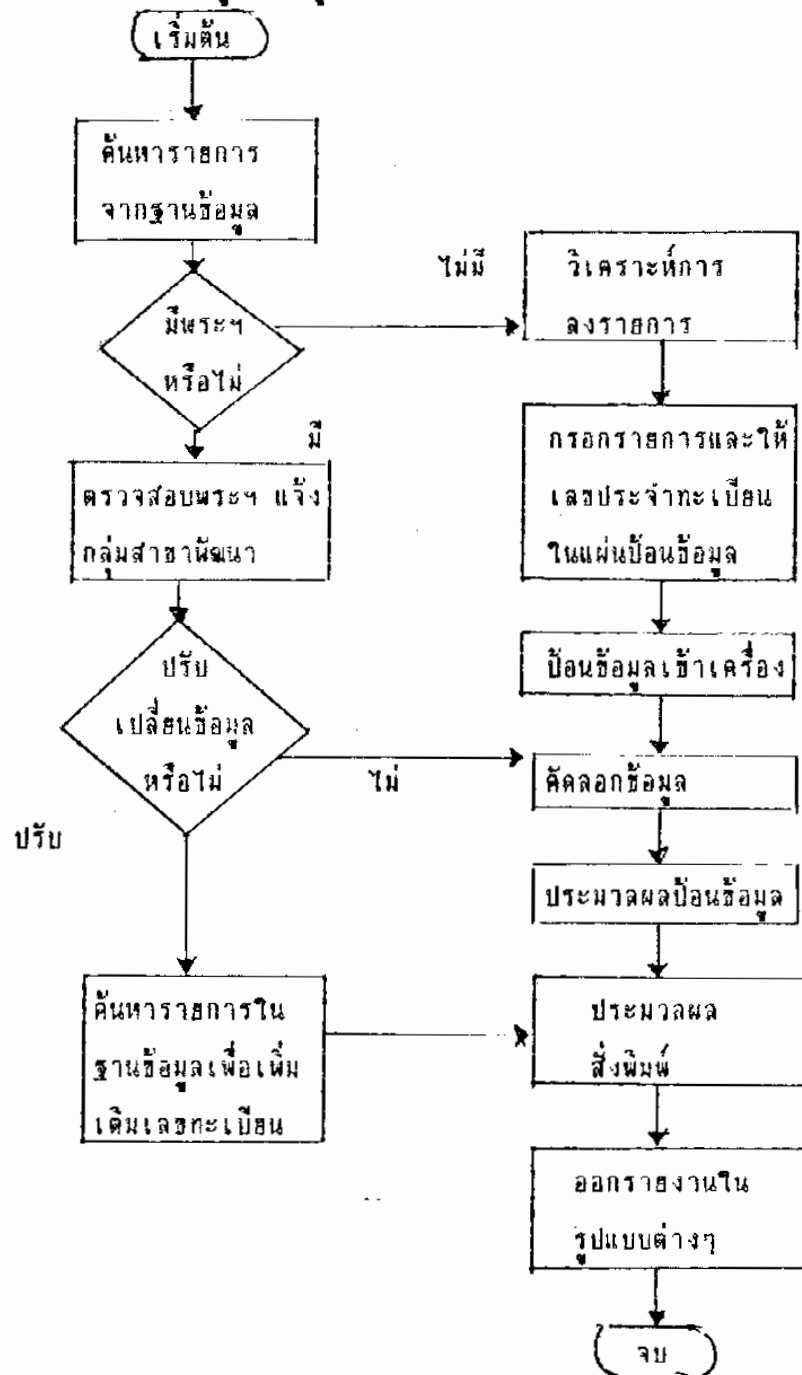 เริ่มต้น
ค้นหารายการ
จากฐานข้อมูล
มีพระฯ
หรือไม่
ไม่มี
วิเคราะห์การ
ลงรายการ
มี
กรอกรายการและให้
เลขประจำทะเบียน
ในแผ่นป้อนข้อมูล
ตรวจสอบพระฯ แจ้ง
กลุ่มสาขาพัฒนา
ป้อนข้อมูลเข้าเครื่อง
ปรับ
เปลี่ยนข้อมูล
หรือไม่
ไม่
คัดลอกข้อมูล
ปรับ
ประมวลผลป้อนข้อมูล
ค้นหารายการใน
ฐานข้อมูลเพื่อเพิ่ม
เติมเลขทะเบียน
ประมวลผล
สั่งพิมพ์
ออกรายงานใน
รูปแบบต่างๆ
จบ